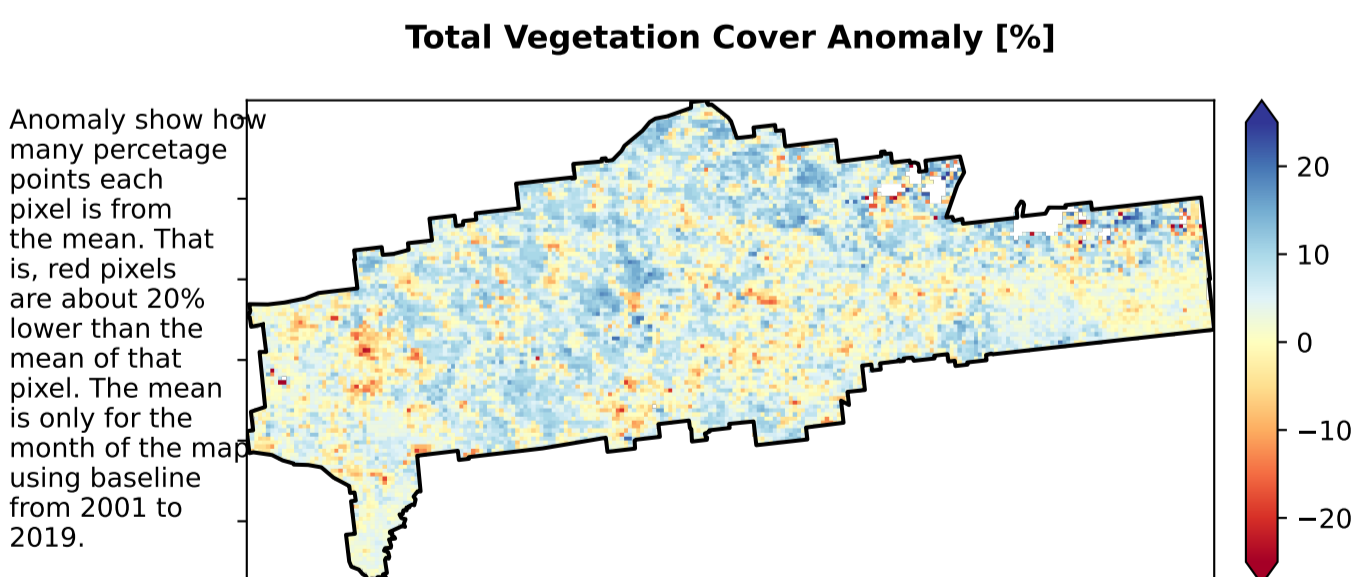 Total Vegetation Cover Anomaly [%]
Anomaly show how
many percetage
points each
pixel is from
the mean. That
is, red pixels
are about 20%
lower than the
mean of that
pixel. The mean
is only for the
month of the map
using baseline
from 2001 to
2019.
20
10
0
−10
−20